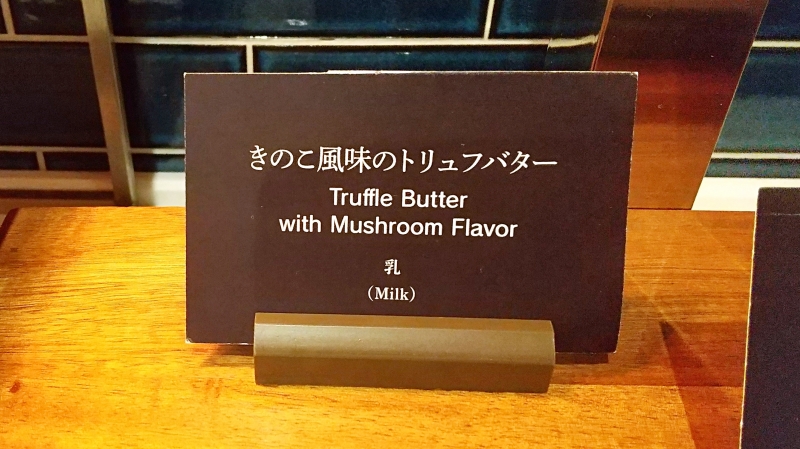 きのこ風味のトリュフバター
Truffle Butter
with Mushroom Flavor
乳
（Milk）